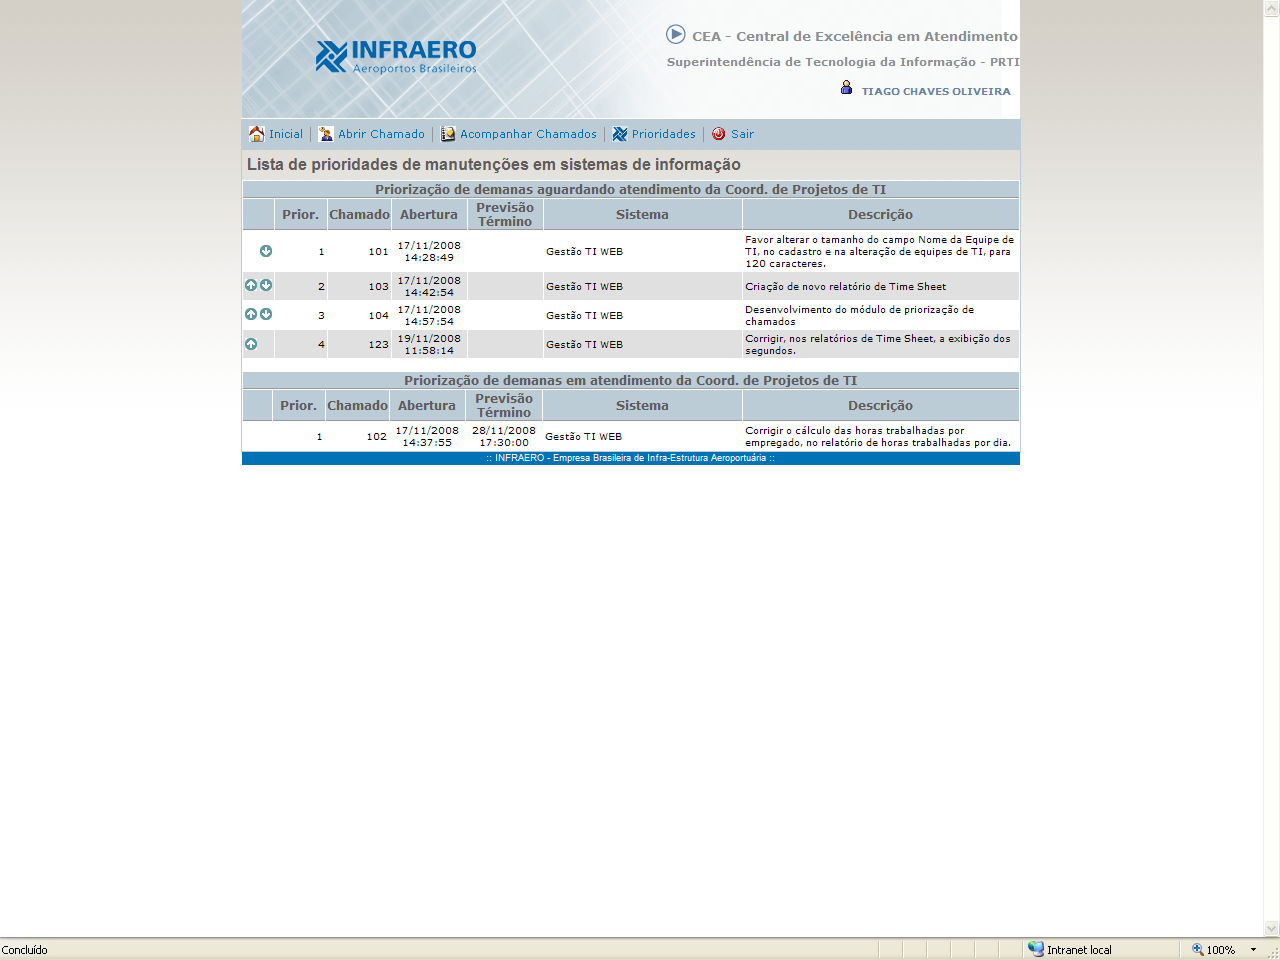 INFRAERO
Aeroportos Brasileiros
CEA - Central de Excelência em Atendimento
Superintendência de Tecnologia da Informação - PRTI
TIAGO CHAVES OLIVEIRA
Inicial | Abrir Chamado | Acompanhar Chamados | Prioridades | Sair
Lista de prioridades de manutenções em sistemas de informação
Priorização de demanas aguardando atendimento da Coord. de Projetos de TI
Prior. Chamado Abertura Previsão Término Sistema Descrição
1 101 17/11/2008 14:28:49 Gestão TI WEB Favor alterar o tamanho do campo Nome da Equipe de
TI, no cadastro e na alteração de equipes de TI, para
120 caracteres.
2 103 17/11/2008 14:42:54 Gestão TI WEB Criação de novo relatório de Time Sheet
3 104 17/11/2008 14:57:54 Gestão TI WEB Desenvolvimento do módulo de priorização de
chamados
4 123 19/11/2008 11:58:14 Gestão TI WEB Corrigir, nos relatórios de Time Sheet, a exibição dos
segundos.
Priorização de demanas em atendimento da Coord. de Projetos de TI
Prior. Chamado Abertura Previsão Término Sistema Descrição
1 102 17/11/2008 14:37:55 28/11/2008 17:30:00 Gestão TI WEB Corrigir o cálculo das horas trabalhadas por
empregado, no relatório de horas trabalhadas por dia.
:: INFRAERO - Empresa Brasileira de Infra-Estrutura Aeroportuária ::
Concluído
Intranet local
100%